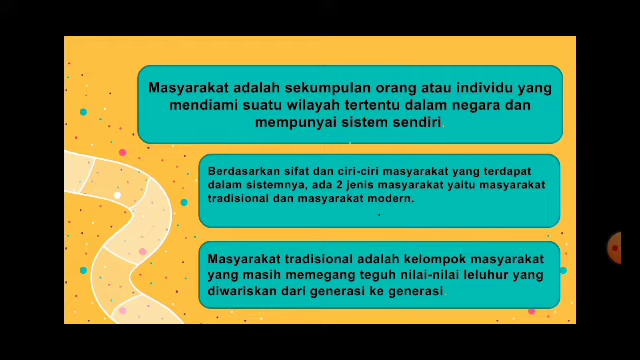 Masyarakat adalah sekumpulan orang atau individu yang
mendiami suatu wilayah tertentu dalam negara dan
mempunyai sistem sendiri
Berdasarkan sifat dan ciri-ciri masyarakat yang terdapat
dalam sistemnya, ada 2 jenis masyarakat yaitu masyarakat
tradisional dan masyarakat modern.
.
Masyarakat tradisional adalah kelompok masyarakat
yang masih memegang teguh nilai-nilai leluhur yang
diwariskan dari generasi ke generasi